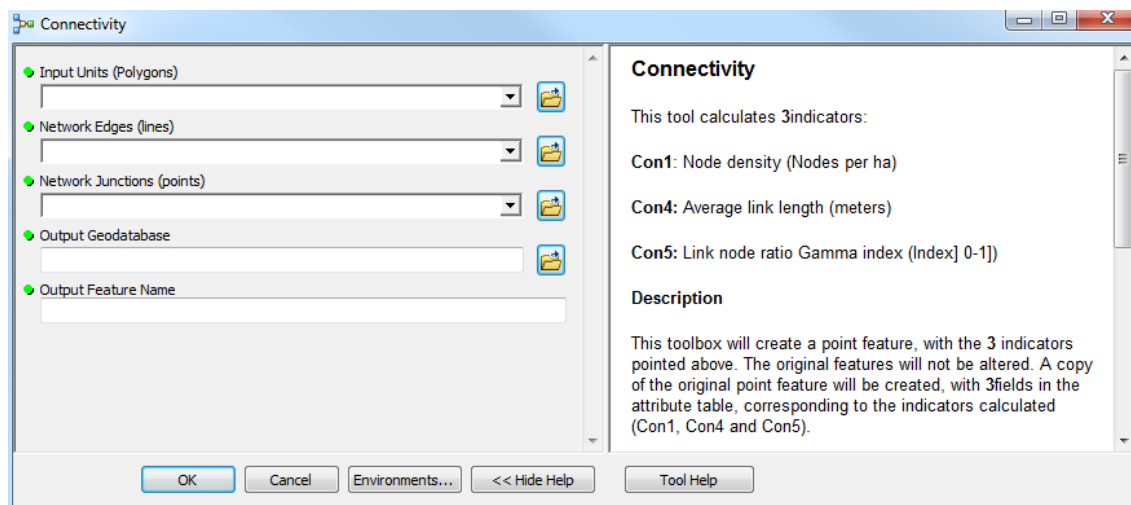 Connectivity
Input Units (Polygons)
Network Edges (lines)
Network Junctions (points)
Output Geodatabase
Output Feature Name
Connectivity
This tool calculates 3indicators:
Con1: Node density (Nodes per ha)
Con4: Average link length (meters)
Con5: Link node ratio Gamma index (Index] 0-1])
Description
This toolbox will create a point feature, with the 3 indicators
pointed above. The original features will not be altered. A copy
of the original point feature will be created, with 3fields in the
attribute table, corresponding to the indicators calculated
(Con1, Con4 and Con5).
OK
Cancel
Environments...
<< Hide Help
Tool Help